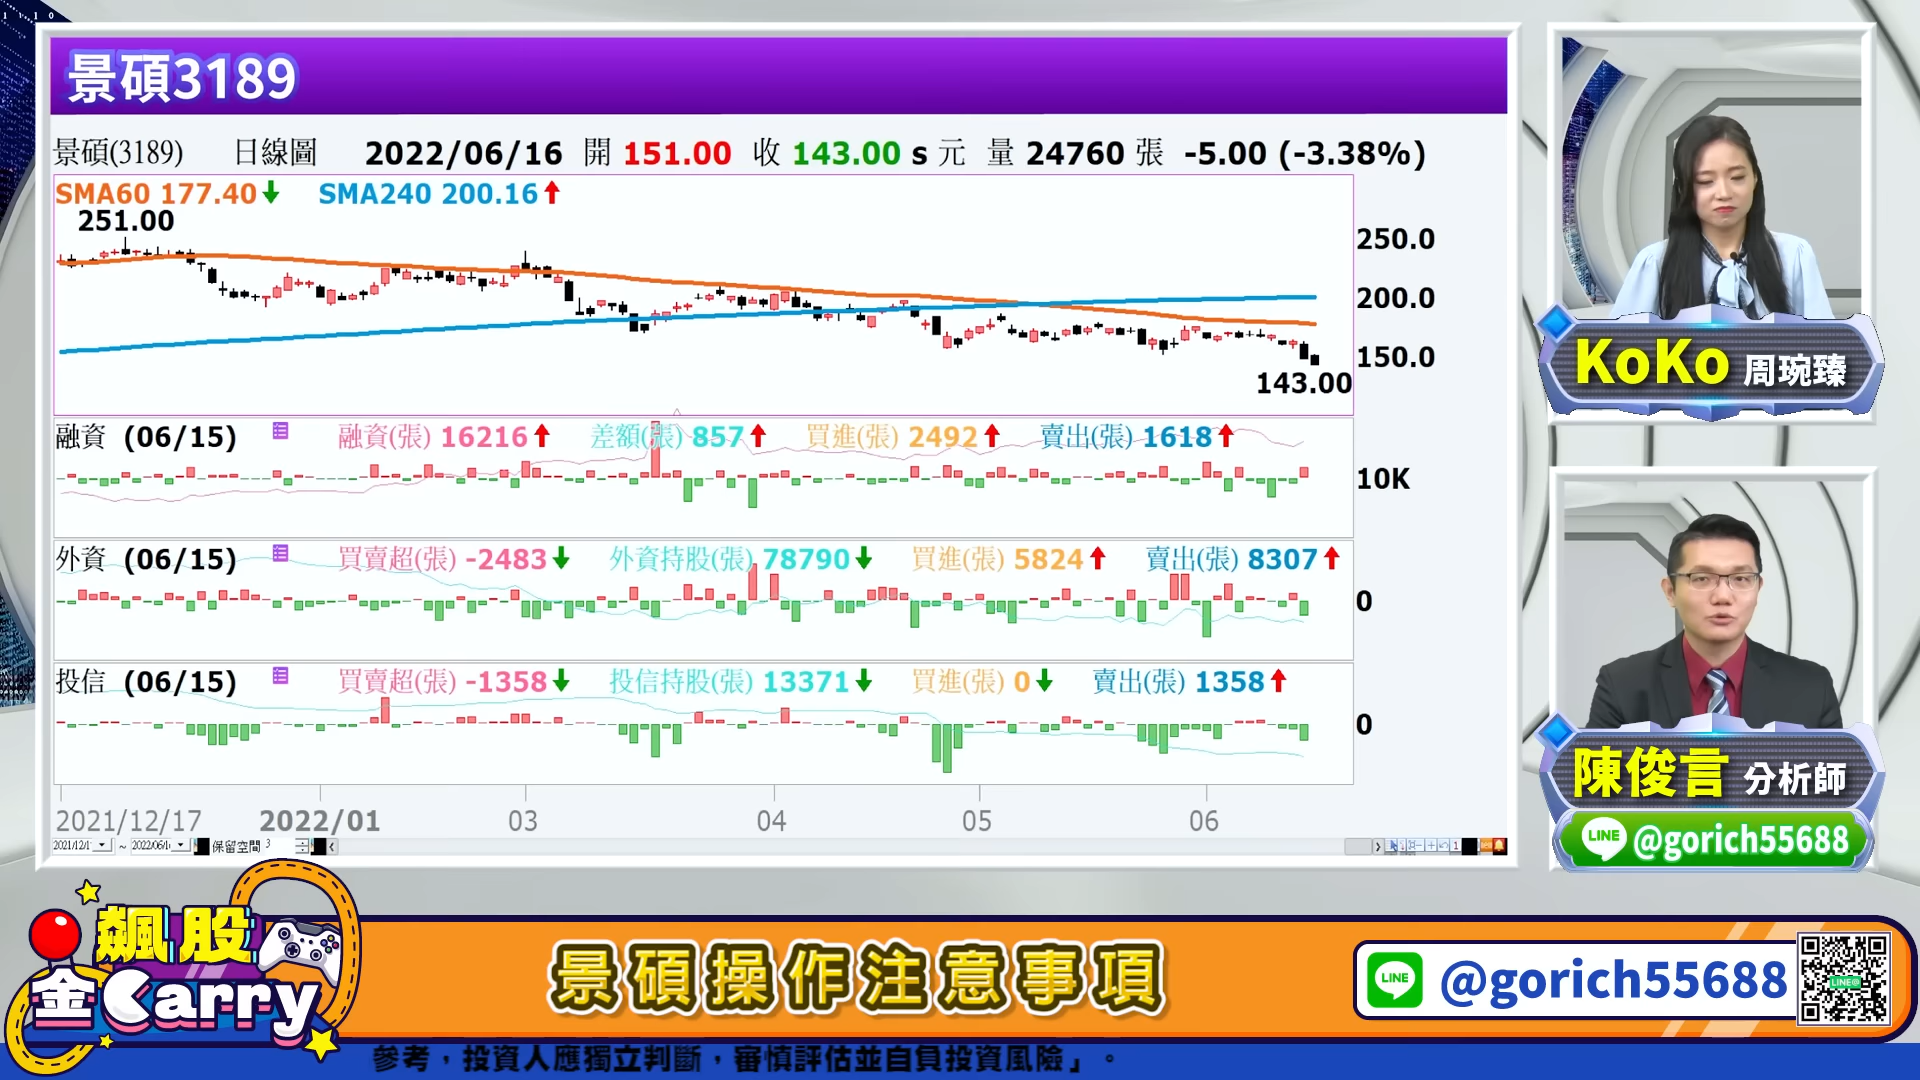 景碩3189
景碩(3189) 日線圖 2022/06/16 開 151.00 收 143.00 s 元 量 24760 張 -5.00 (-3.38%)
SMA60 177.40 SMA240 200.16
251.00
250.0
200.0
150.0
143.00
融資 (06/15) 融資(張) 16216 差額(張) 857 買進(張) 2492 賣出(張) 1618
10K
外資 (06/15) 買賣超(張) -2483 外資持股(張) 78790 買進(張) 5824 賣出(張) 8307
0
投信 (06/15) 買賣超(張) -1358 投信持股(張) 13371 買進(張) 0 賣出(張) 1358
0
2021/12/17 2022/01 03 04 05 06
保留空間 3
KoKo 周琬臻
陳俊言 分析師
LINE @gorich55688
飆股
金Carry
景碩操作注意事項
LINE @gorich55688
參考，投資人應獨立判斷，審慎評估並自負投資風險」。